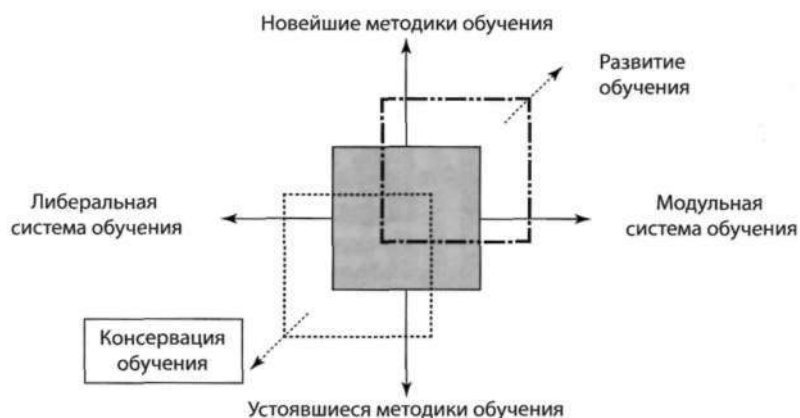 Новейшие методики обучения
Развитие
обучения
Либеральная
система обучения
Модульная
система обучения
Консервация
обучения
Устоявшиеся методики обучения